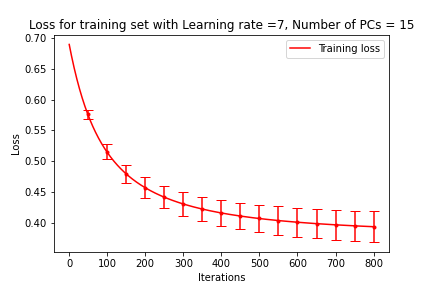 Loss for training set with Learning rate =7, Number of PCs = 15
Training loss
Loss
0.70
0.65
0.60
0.55
0.50
0.45
0.40
0 100 200 300 400 500 600 700 800
Iterations